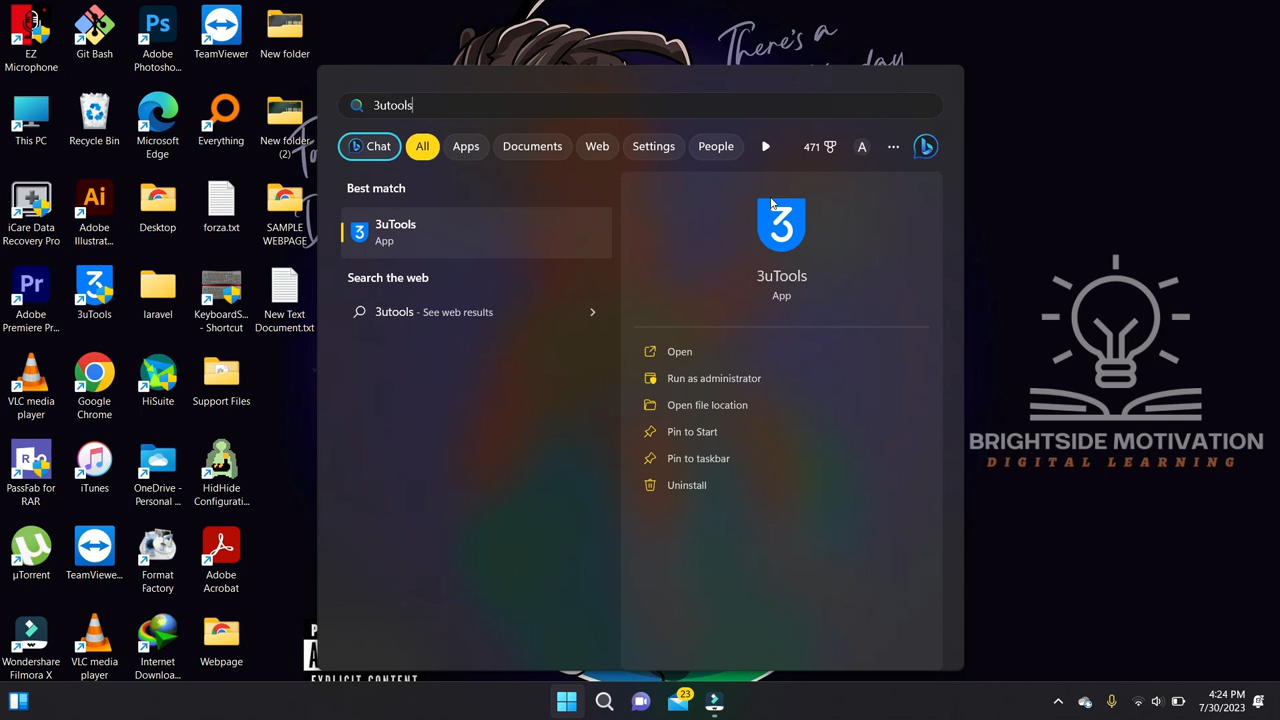 EZ
Microphone
Git Bash
Adobe
Photosho...
TeamViewer
New folder
This PC
Recycle Bin
Microsoft
Edge
Everything
New folder
(2)
iCare Data
Recovery Pro
Adobe
Illustrat...
Desktop
forza.txt
SAMPLE
WEBPAGE
Adobe
Premiere Pr...
3uTools
laravel
KeyboardS...
- Shortcut
New Text
Document.txt
VLC media
player
Google
Chrome
HiSuite
Support Files
PassFab for
RAR
iTunes
OneDrive -
Personal ...
HidHide
Configurati...
µTorrent
TeamViewe...
Format
Factory
Adobe
Acrobat
Wondershare
Filmora X
VLC media
player
Internet
Downloa...
Webpage
There's a
3utools
Chat
All
Apps
Documents
Web
Settings
People
471
A
Best match
3uTools
App
Search the web
3utools - See web results
3
3uTools
App
Open
Run as administrator
Open file location
Pin to Start
Pin to taskbar
Uninstall
BRIGHTSIDE MOTIVATION
DIGITAL LEARNING
EXPLICIT CONTENT
23
4:24 PM
7/30/2023